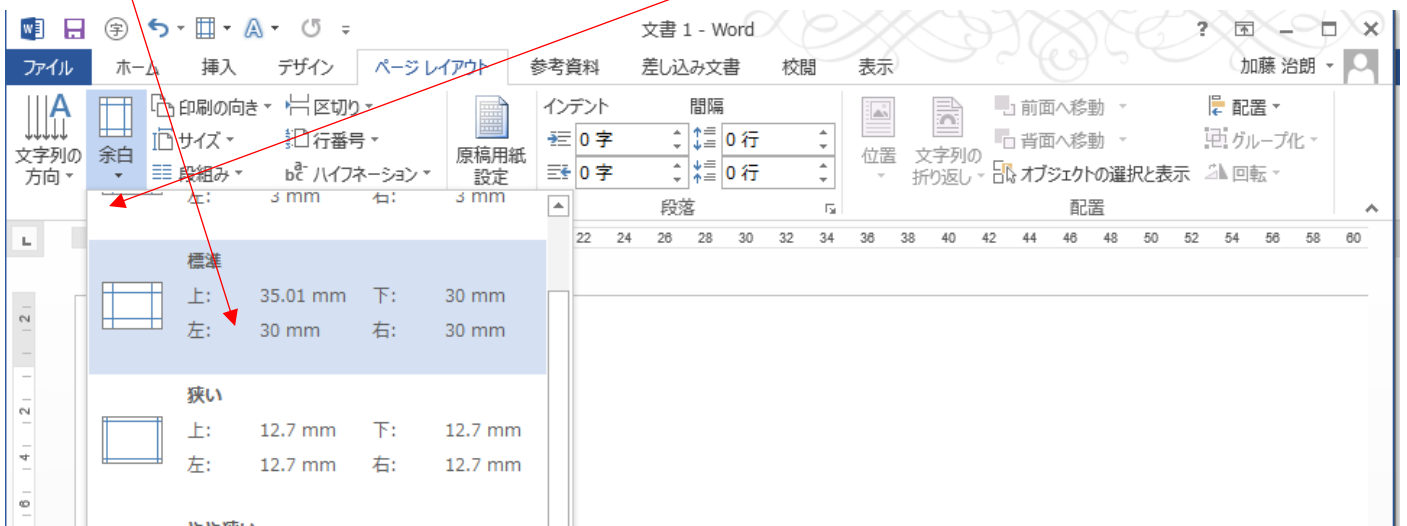 文書 1 - Word
ファイル ホーム 挿入 デザイン ページ レイアウト 参考資料 差し込み文書 校閲 表示 加藤 治朗
文字列の方向
余白
印刷の向き
サイズ
段組み
区切り
行番号
ハイフネーション
原稿用紙
設定
インデント 間隔
0 字 0 行
0 字 0 行
段落
位置
文字列の
折り返し
前面へ移動
背面へ移動
オブジェクトの選択と表示
配置
グループ化
回転
配置
左: 3 mm 右: 3 mm
22 24 26 28 30 32 34 36 38 40 42 44 46 48 50 52 54 56 58 60
標準
上: 35.01 mm 下: 30 mm
左: 30 mm 右: 30 mm
狭い
上: 12.7 mm 下: 12.7 mm
左: 12.7 mm 右: 12.7 mm
2
2
4
6